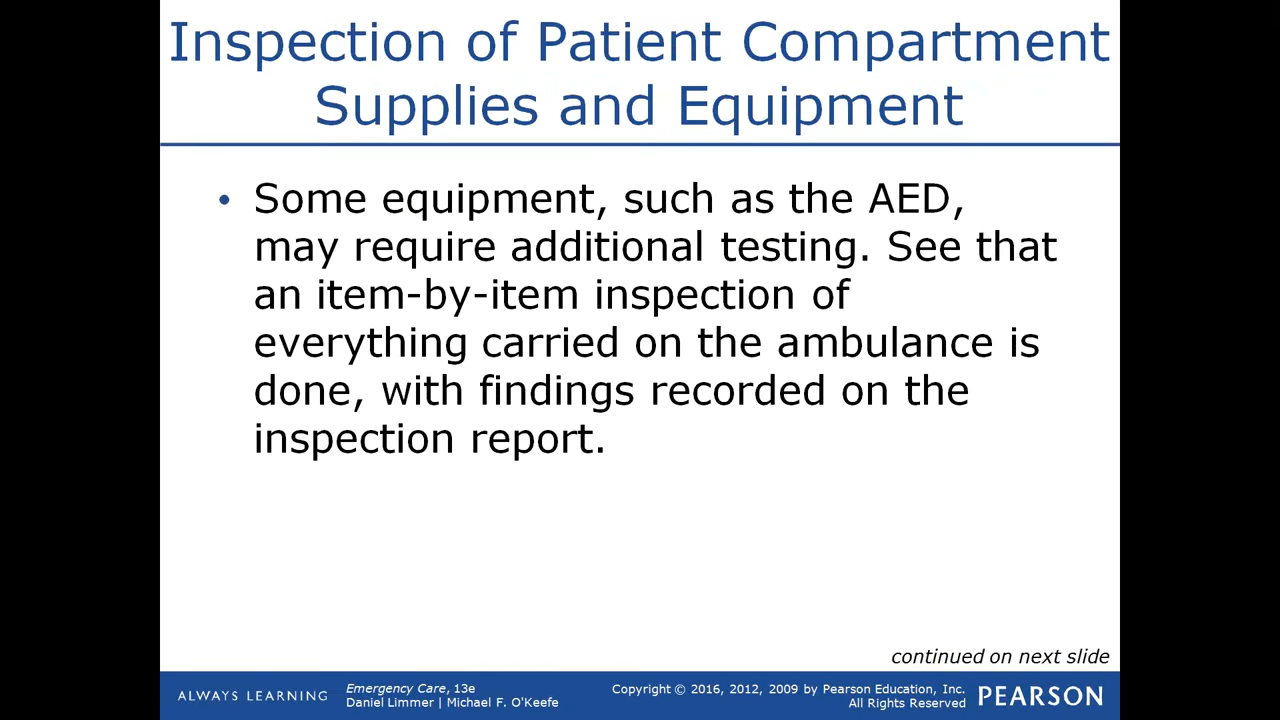 Inspection of Patient Compartment
Supplies and Equipment
• Some equipment, such as the AED,
may require additional testing. See that
an item-by-item inspection of
everything carried on the ambulance is
done, with findings recorded on the
inspection report.
continued on next slide
ALWAYS LEARNING
Emergency Care, 13e
Daniel Limmer | Michael F. O'Keefe
Copyright © 2016, 2012, 2009 by Pearson Education, Inc.
All Rights Reserved
PEARSON